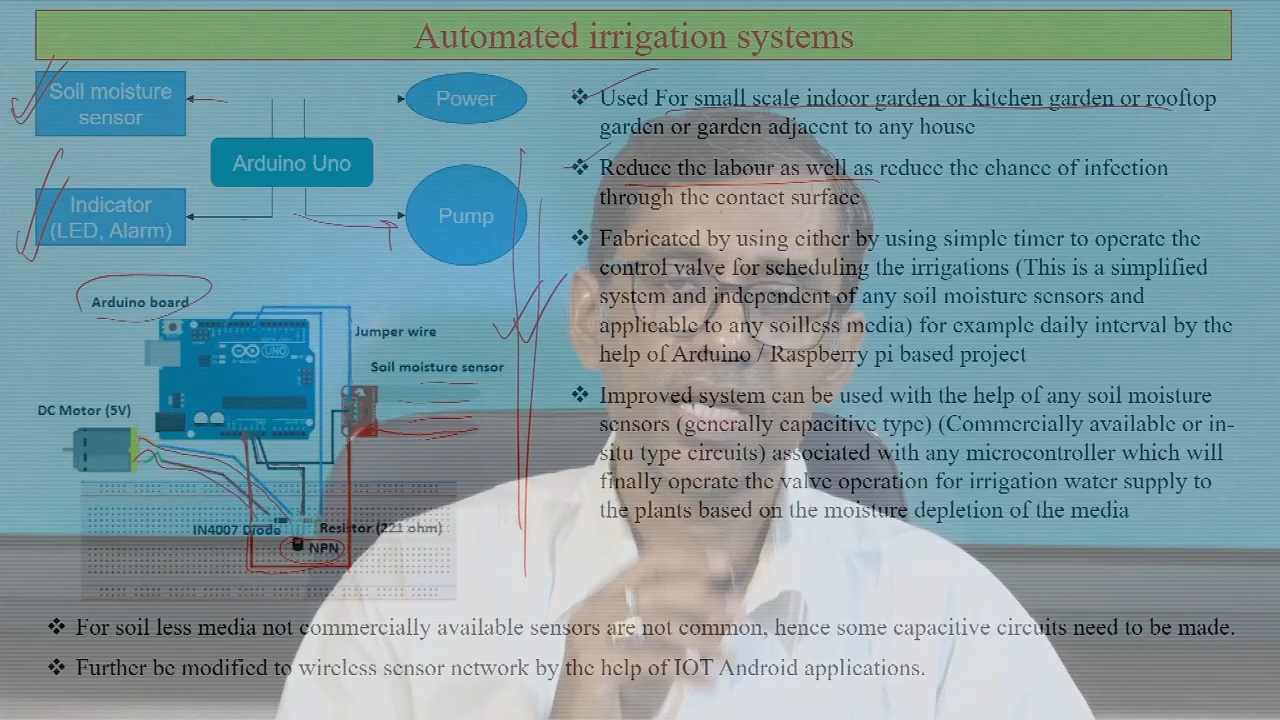 Automated irrigation systems
Soil moisture
sensor
Power
Arduino Uno
Indicator
(LED, Alarm)
Pump
Arduino board
UNO
Jumper wire
Soil moisture sensor
DC Motor (5V)
IN4007 Diode
Resistor (221 ohm)
NPN
❖ Used For small scale indoor garden or kitchen garden or rooftop
garden or garden adjacent to any house
❖ Reduce the labour as well as reduce the chance of infection
through the contact surface
❖ Fabricated by using either by using simple timer to operate the
control valve for scheduling the irrigations (This is a simplified
system and independent of any soil moisture sensors and
applicable to any soilless media) for example daily interval by the
help of Arduino / Raspberry pi based project
❖ Improved system can be used with the help of any soil moisture
sensors (generally capacitive type) (Commercially available or in-
situ type circuits) associated with any microcontroller which will
finally operate the valve operation for irrigation water supply to
the plants based on the moisture depletion of the media
❖ For soil less media not commercially available sensors are not common, hence some capacitive circuits need to be made.
❖ Further be modified to wireless sensor network by the help of IOT Android applications.